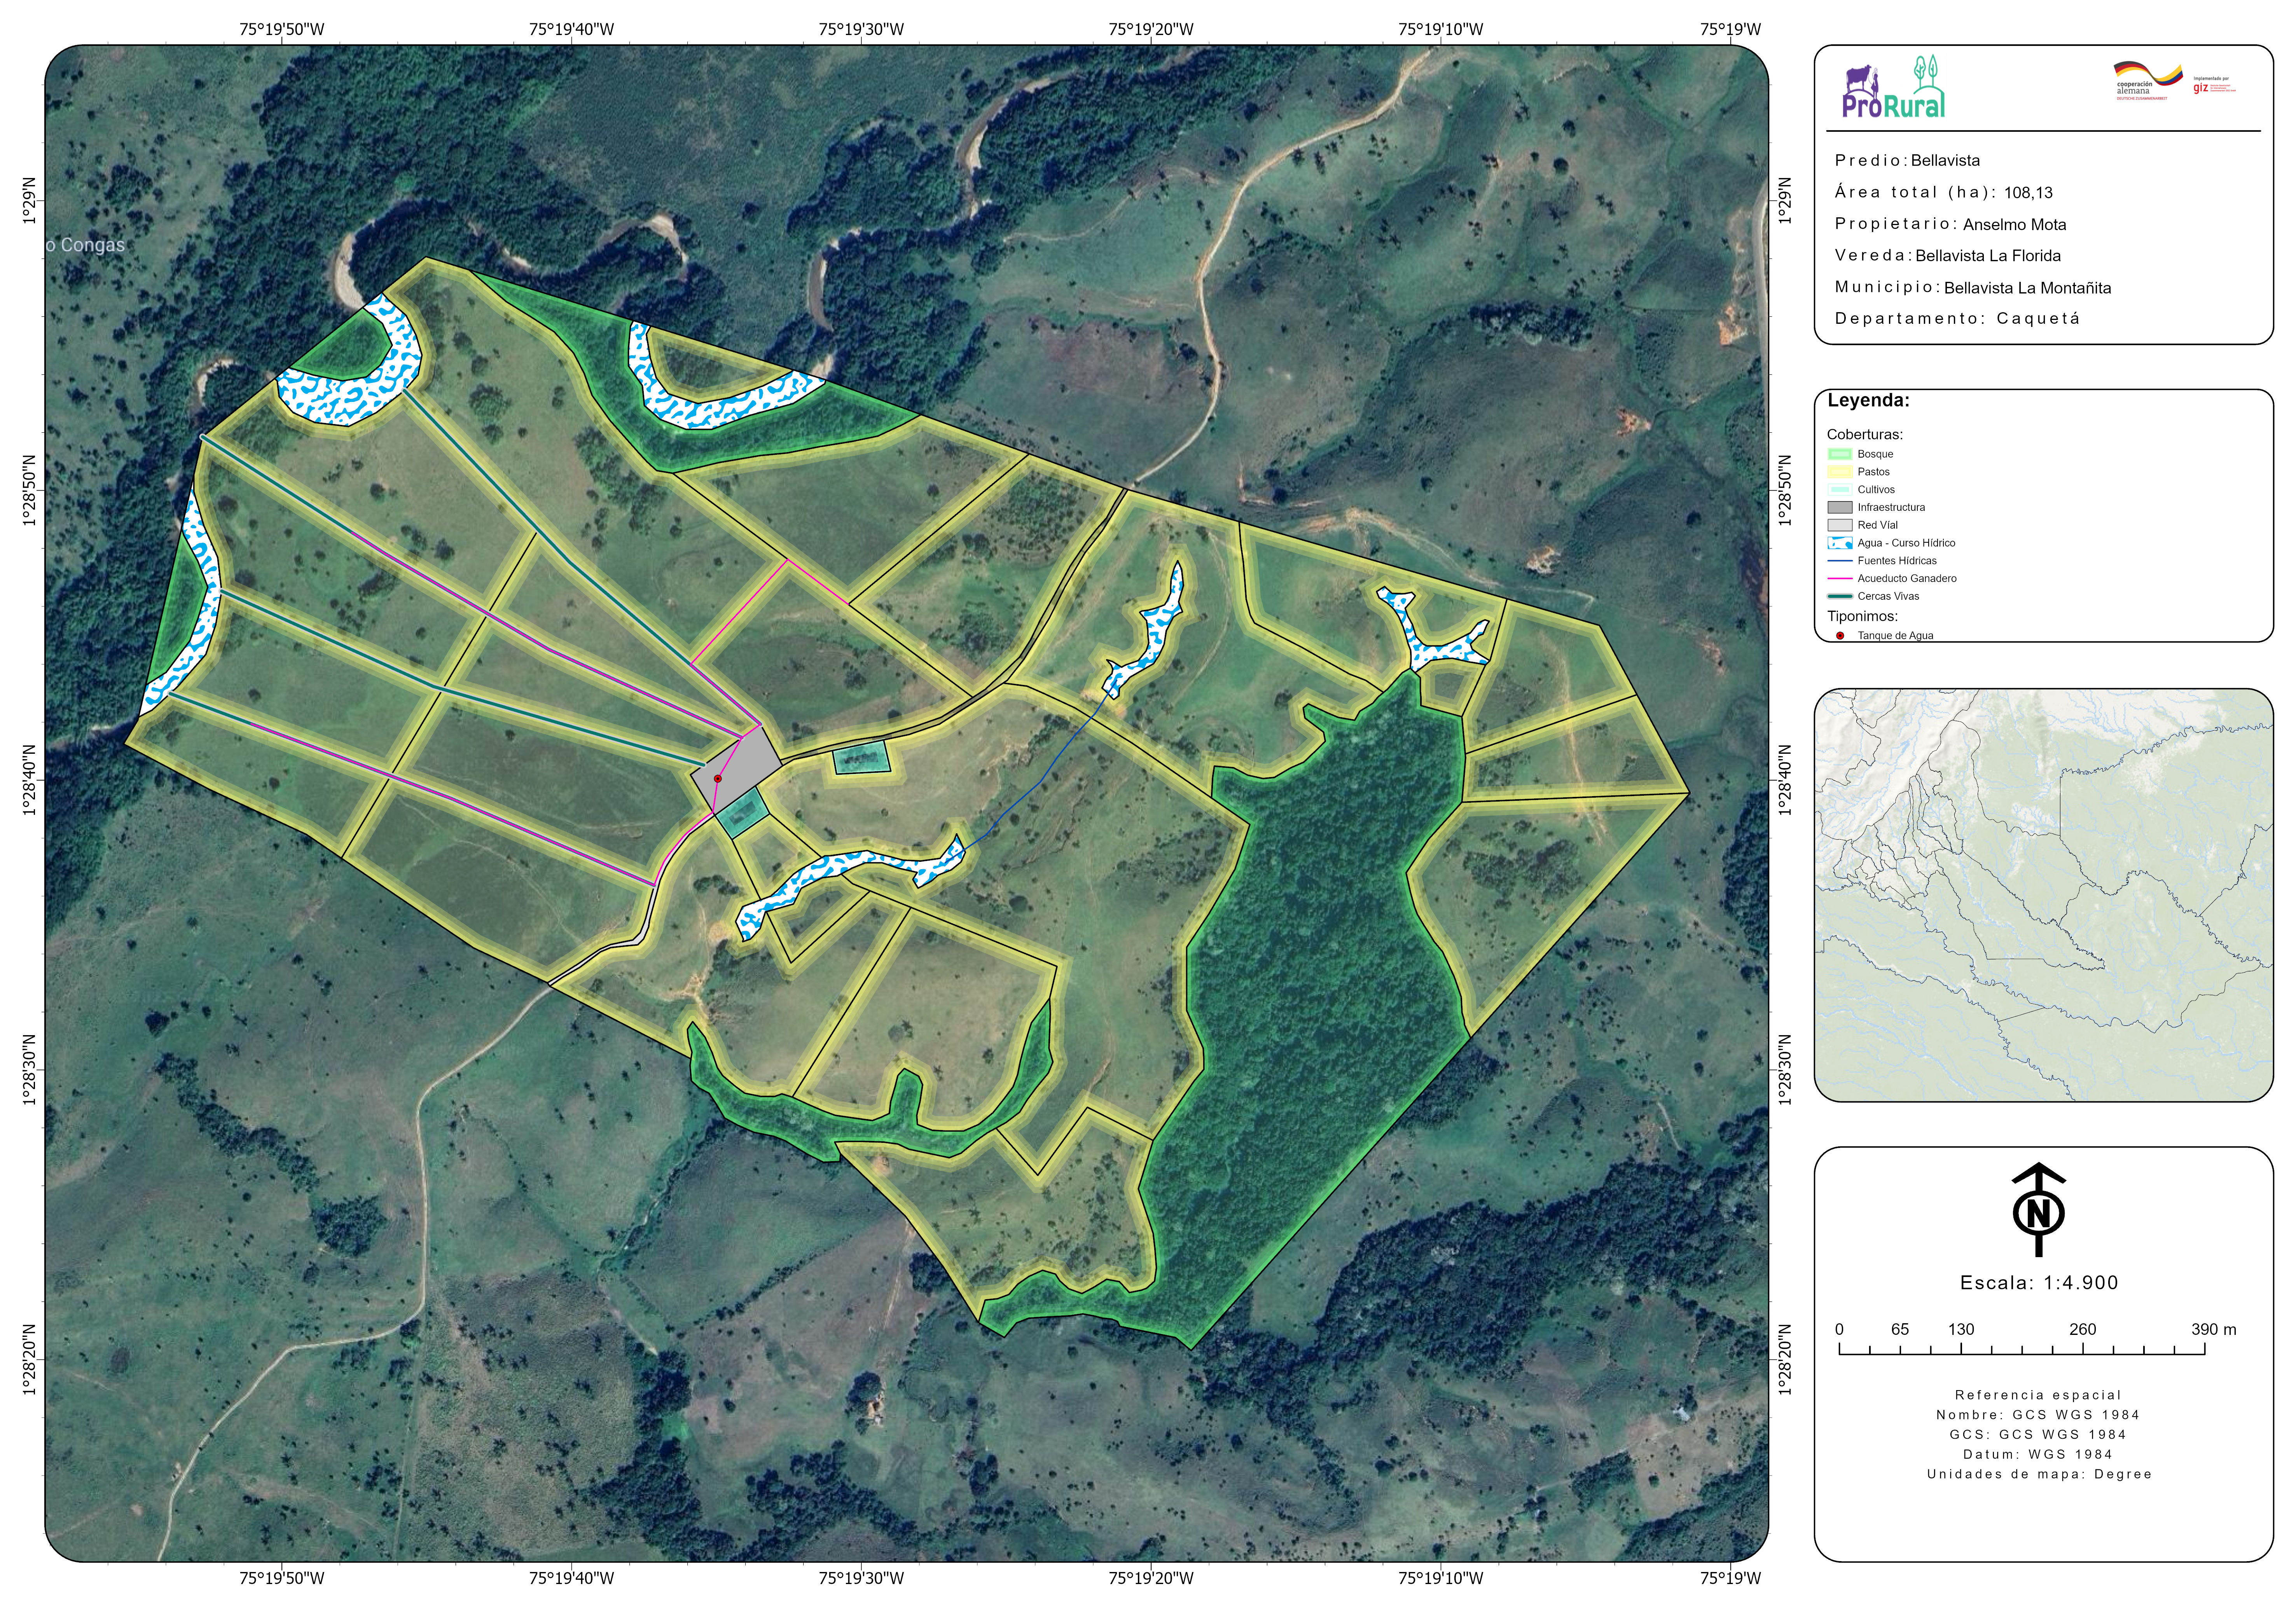 75°19'50"W 75°19'40"W 75°19'30"W 75°19'20"W 75°19'10"W 75°19'W
1°29'N
1°28'50"N
1°28'40"N
1°28'30"N
1°28'20"N
o Congas
1°29'N
1°28'50"N
1°28'40"N
1°28'30"N
1°28'20"N
75°19'50"W 75°19'40"W 75°19'30"W 75°19'20"W 75°19'10"W 75°19'W
ProRural
cooperación
alemana
DEUTSCHE ZUSAMMENARBEIT
Implementada por
giz
Predio: Bellavista
Área total (ha): 108,13
Propietario: Anselmo Mota
Vereda: Bellavista La Florida
Municipio: Bellavista La Montañita
Departamento: Caquetá
Leyenda:
Coberturas:
Bosque
Pastos
Cultivos
Infraestructura
Red Víal
Agua - Curso Hídrico
Fuentes Hídricas
Acueducto Ganadero
Cercas Vivas
Tiponimos:
Tanque de Agua
N
Escala: 1:4.900
0 65 130 260 390 m
Referencia espacial
Nombre: GCS WGS 1984
GCS: GCS WGS 1984
Datum: WGS 1984
Unidades de mapa: Degree